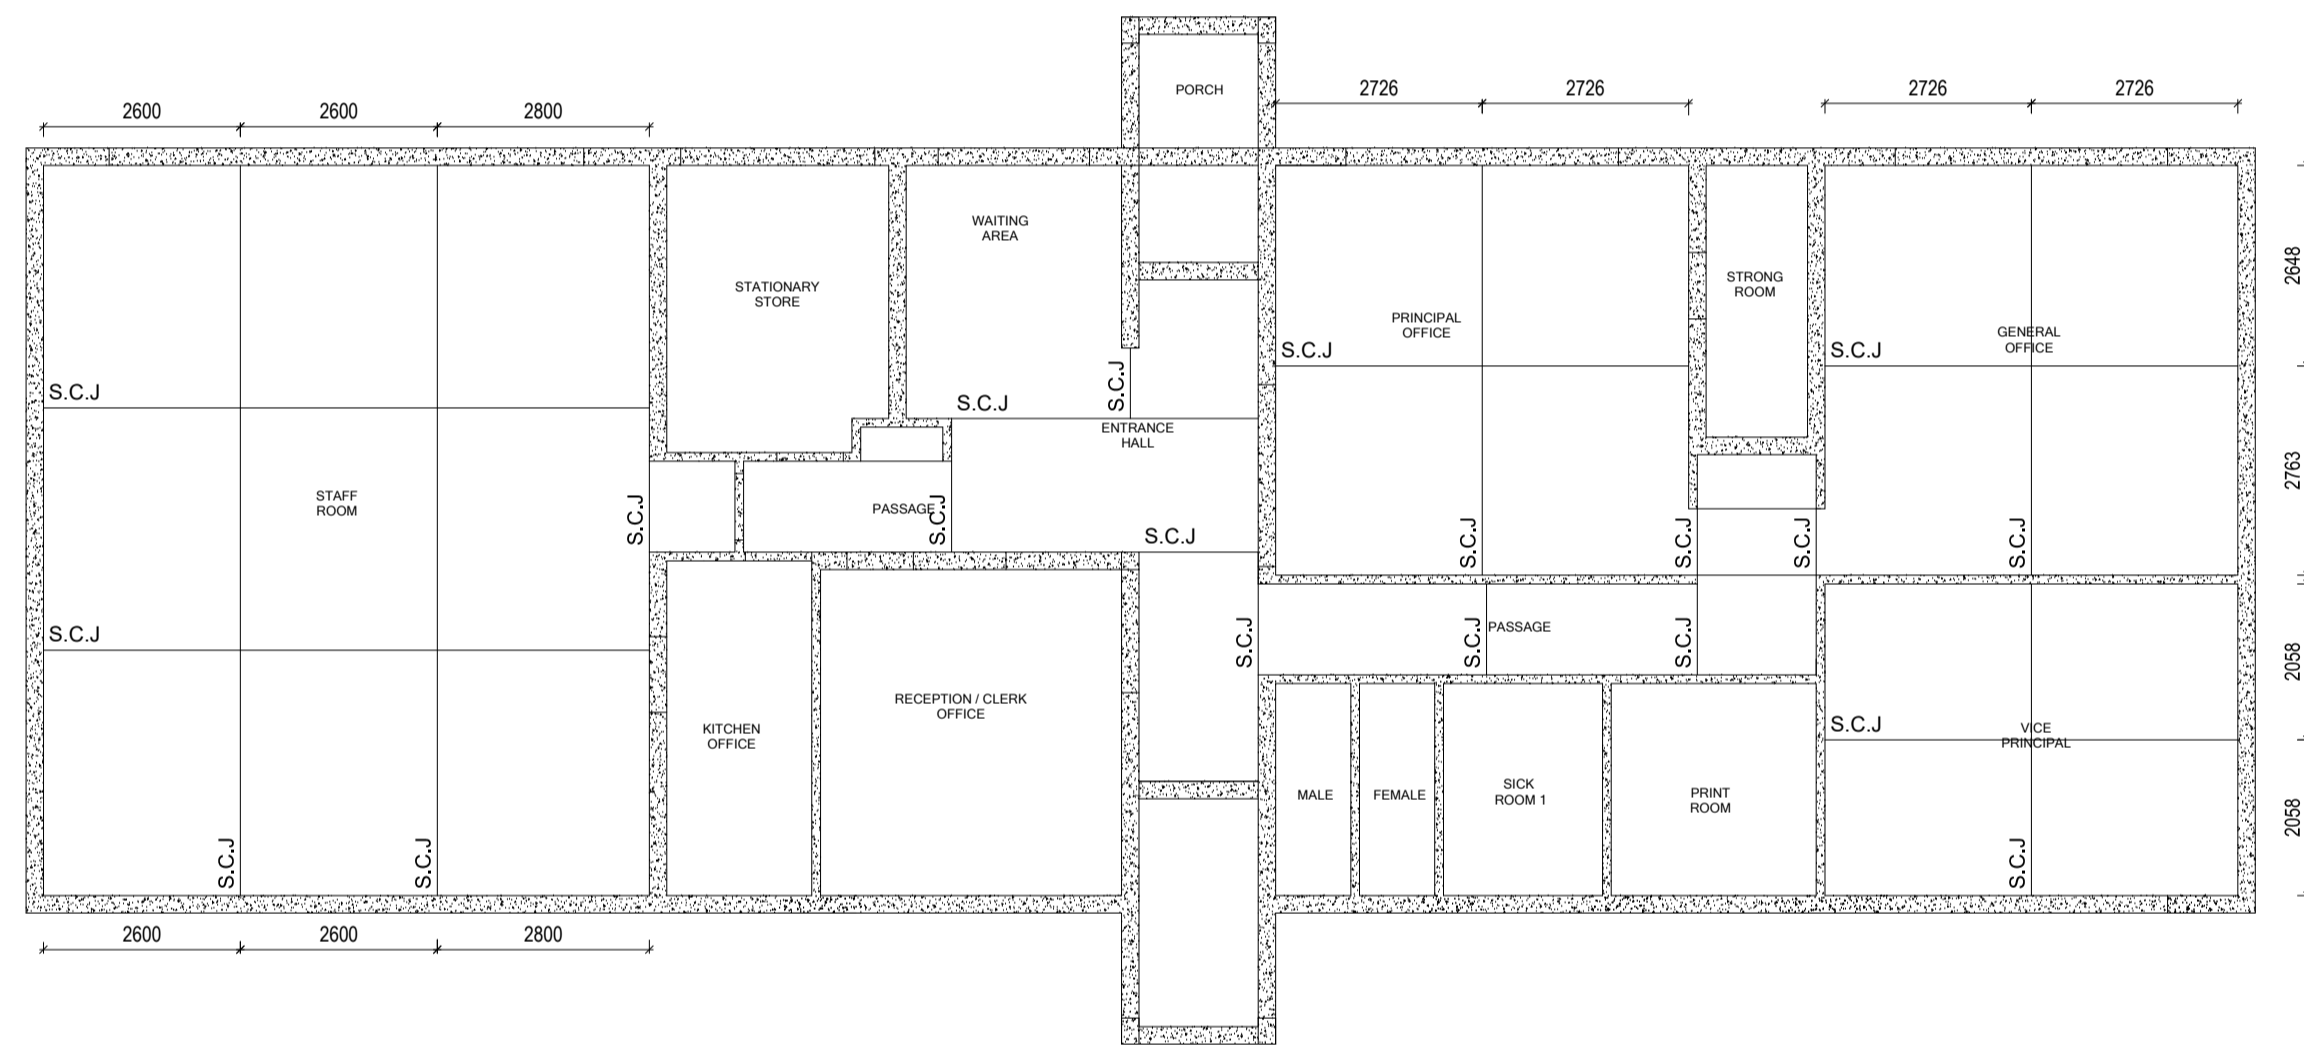 PORCH
2726
2726
2726
2726
2600
2600
2800
WAITING
AREA
2648
STRONG
ROOM
STATIONARY
STORE
PRINCIPAL
OFFICE
GENERAL
OFFICE
S.C.J
S.C.J
S.C.J
S.C.J
S.C.J
ENTRANCE
HALL
2763
STAFF
ROOM
PASSAGE
S.C.J
S.C.J
S.C.J
S.C.J
S.C.J
S.C.J
S.C.J
S.C.J
S.C.J
S.C.J
PASSAGE
S.C.J
2058
RECEPTION / CLERK
OFFICE
KITCHEN
OFFICE
S.C.J
VICE
PRINCIPAL
MALE
FEMALE
SICK
ROOM 1
PRINT
ROOM
2058
S.C.J
S.C.J
S.C.J
2600
2600
2800